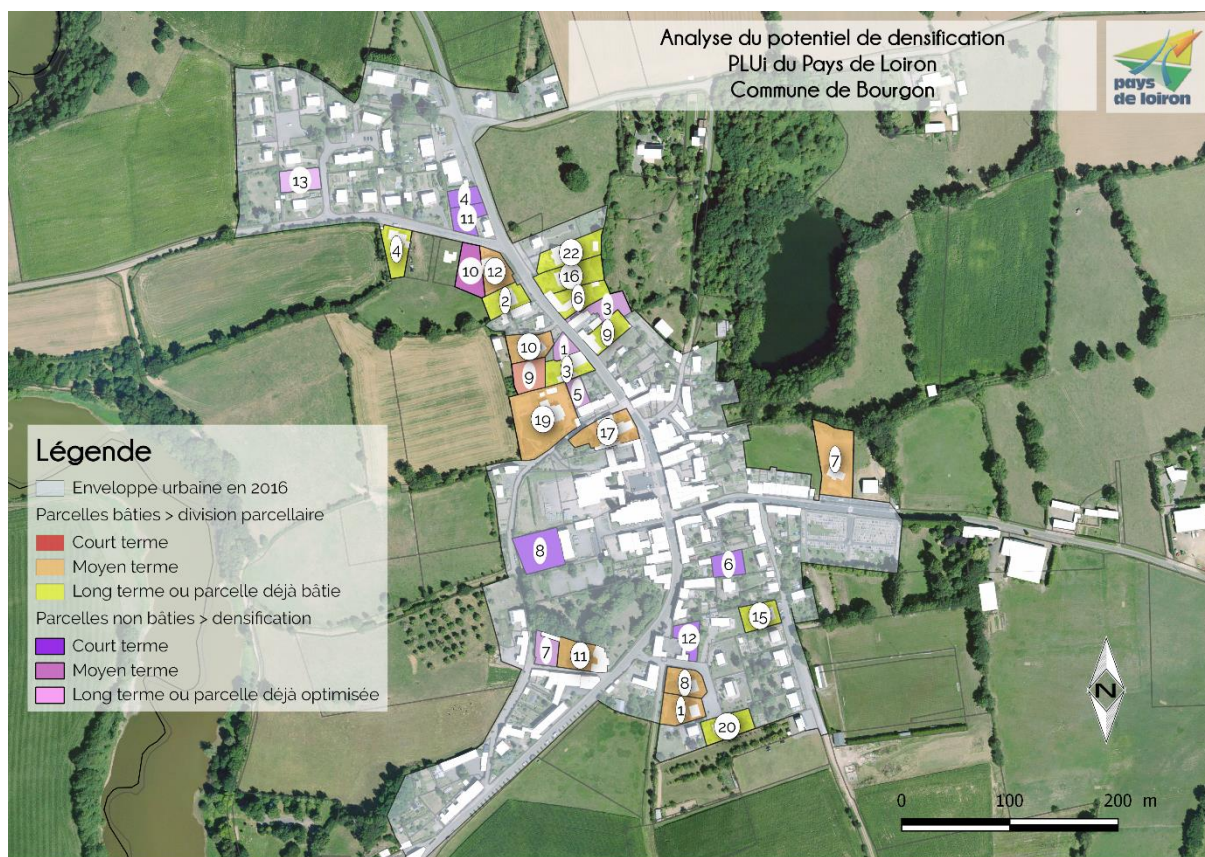 Analyse du potentiel de densification
PLUi du Pays de Loiron
Commune de Bourgon
pays
de loiron
13
4
11
4
10
12
22
16
2
6
3
9
10
1
9
3
5
19
17
7
Légende
Enveloppe urbaine en 2016
Parcelles bâties > division parcellaire
Court terme
Moyen terme
Long terme ou parcelle déjà bâtie
Parcelles non bâties > densification
Court terme
Moyen terme
Long terme ou parcelle déjà optimisée
8
6
15
12
7
11
8
1
20
N
0 100 200 m